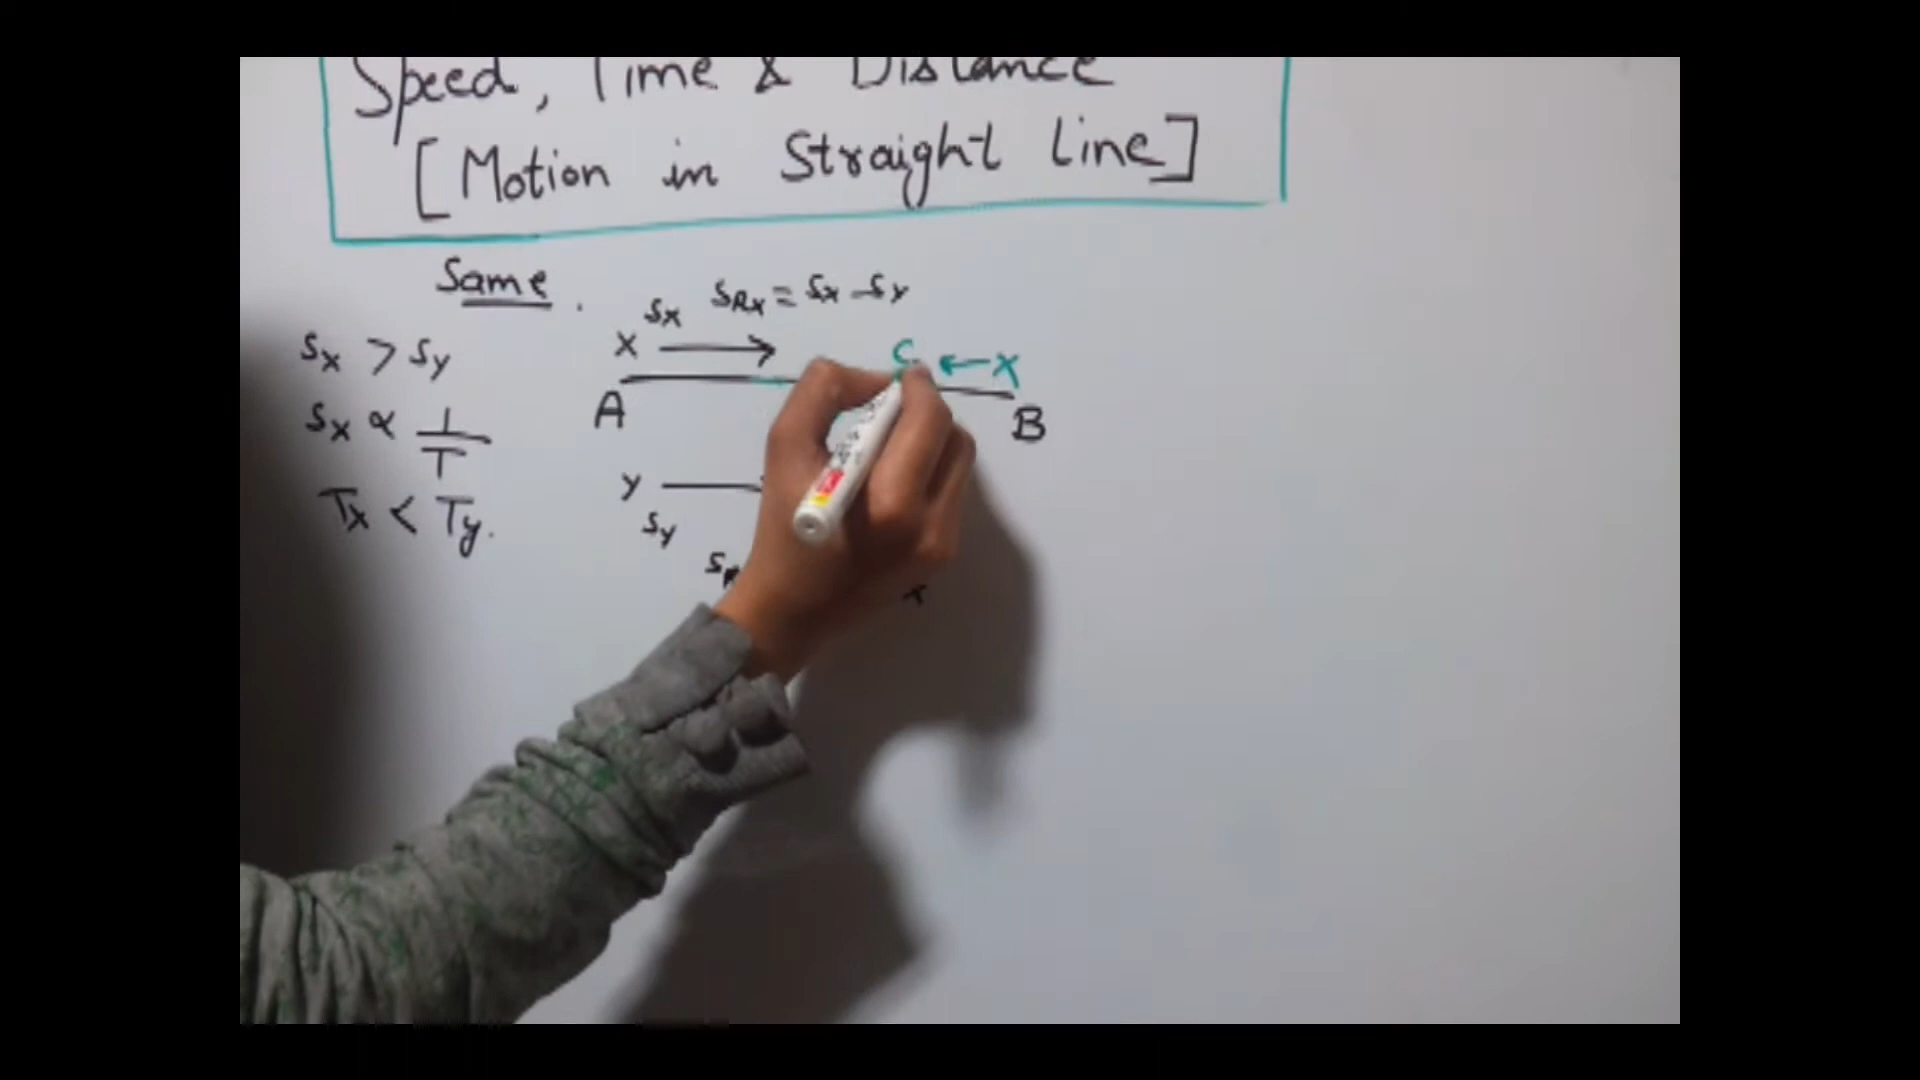 Speed, Time & Distance
[Motion in Straight Line]
Same.
Sx > Sy
Sx ∝ 1/T
Tx < Ty.
SRx = Sx - Sy
Sx
X
C ← X
A
B
y
Sy